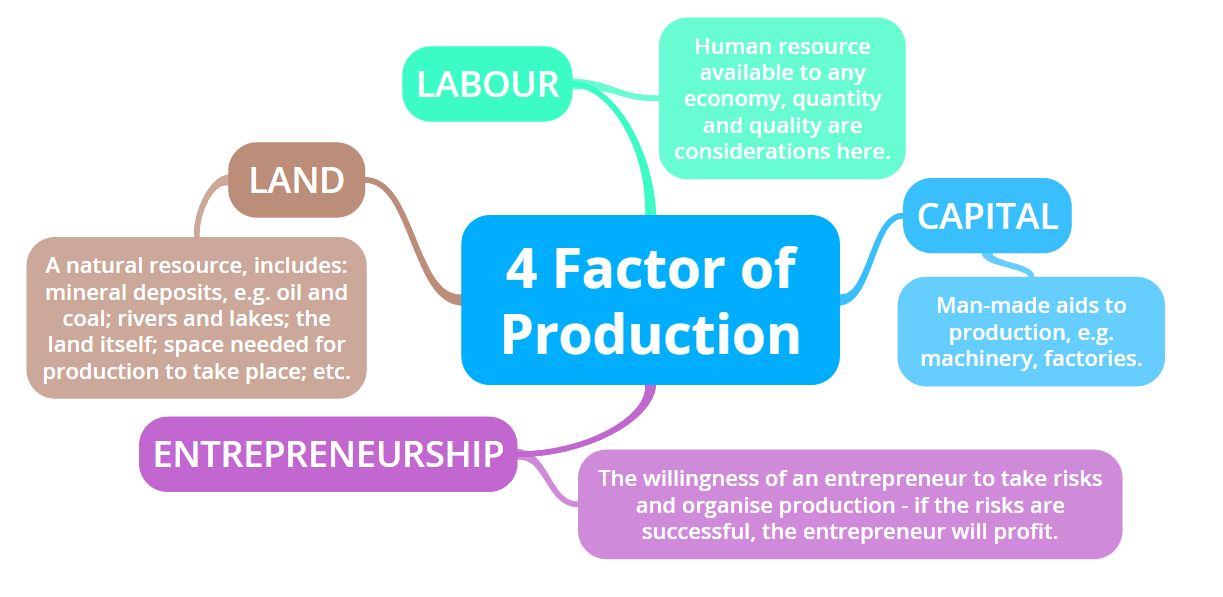 4 Factor of
Production
LABOUR
Human resource
available to any
economy, quantity
and quality are
considerations here.
LAND
A natural resource, includes:
mineral deposits, e.g. oil and
coal; rivers and lakes; the
land itself; space needed for
production to take place; etc.
CAPITAL
Man-made aids to
production, e.g.
machinery, factories.
ENTREPRENEURSHIP
The willingness of an entrepreneur to take risks
and organise production - if the risks are
successful, the entrepreneur will profit.